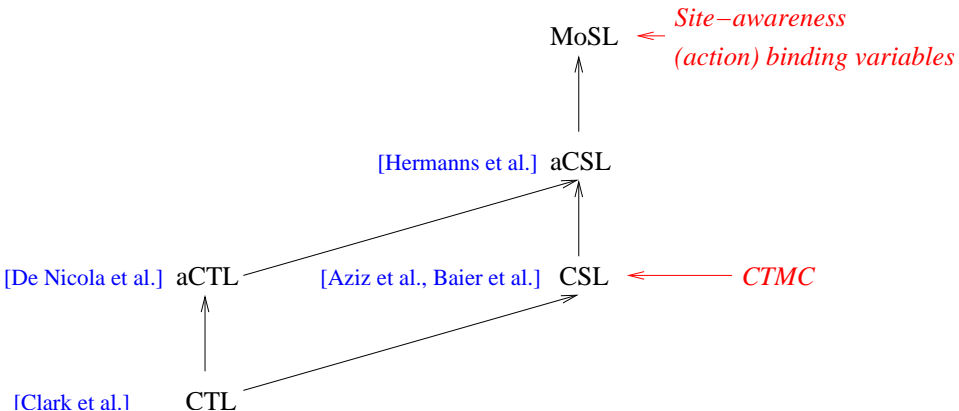 Site−awareness
MoSL
(action) binding variables
[Hermanns et al.] aCSL
[De Nicola et al.] aCTL
[Aziz et al., Baier et al.] CSL
CTMC
[Clark et al.] CTL